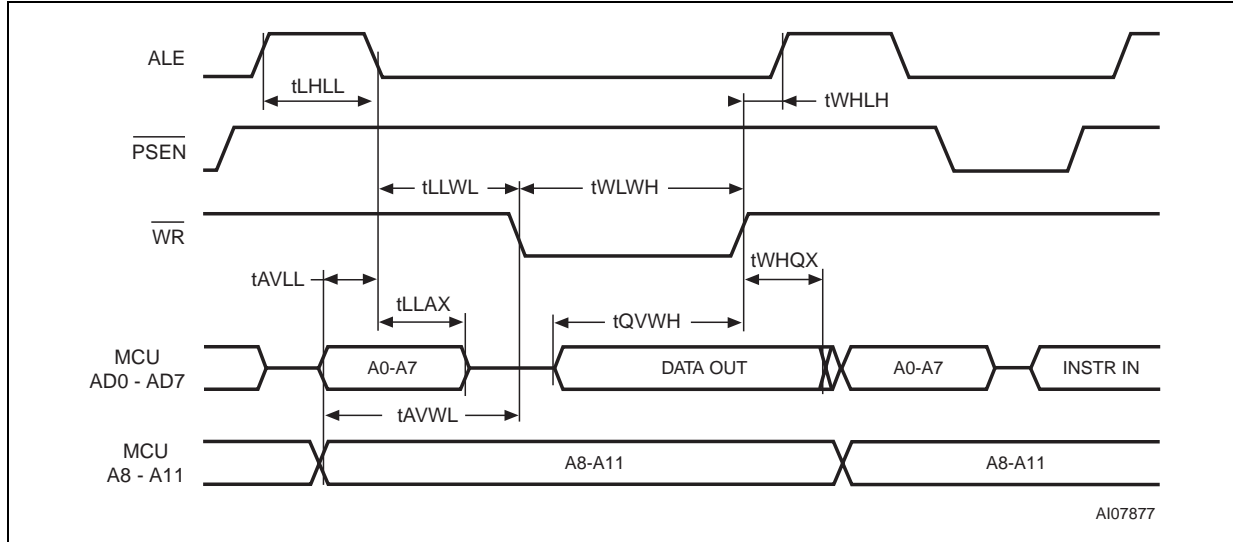 ALE
tLHLL
tWHLH
PSEN
tLLWL
tWLWH
WR
tWHQX
tAVLL
tLLAX
tQVWH
MCU
AD0 - AD7
A0-A7
DATA OUT
A0-A7
INSTR IN
tAVWL
MCU
A8 - A11
A8-A11
A8-A11
AI07877